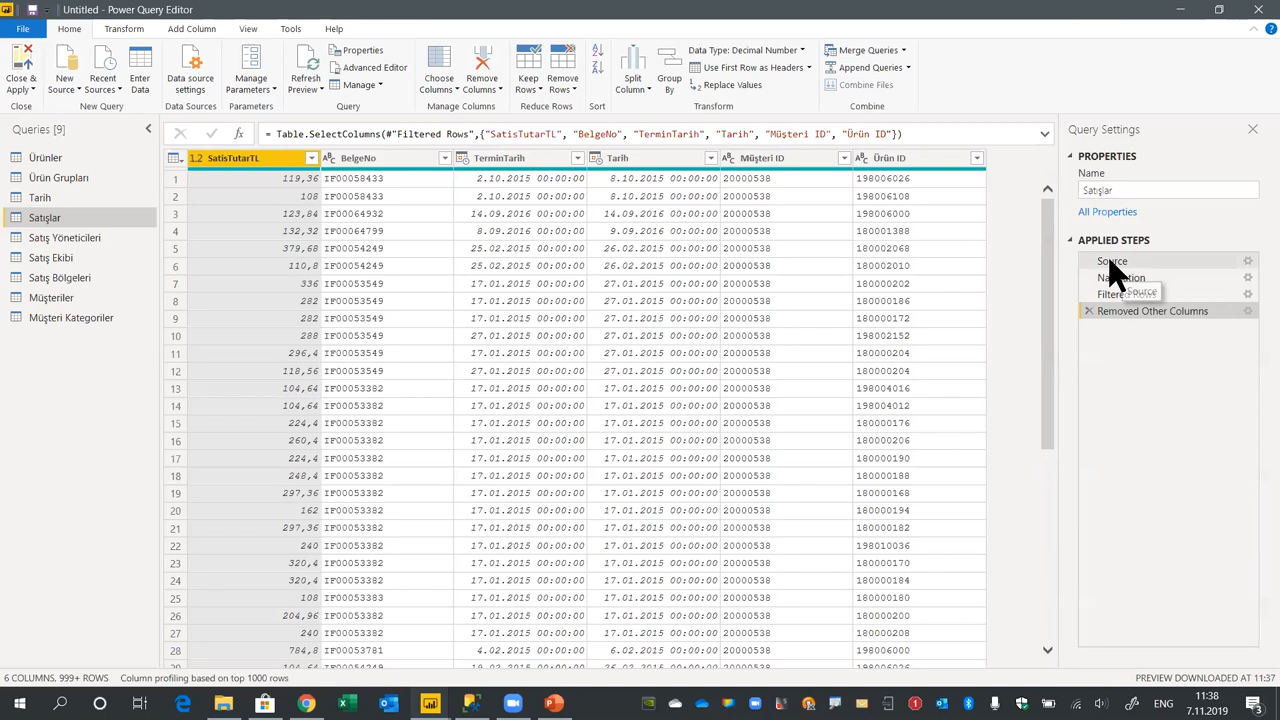 Untitled - Power Query Editor
File Home Transform Add Column View Tools Help
Close & Apply
New Source
Recent Sources
Enter Data
Data source settings
Manage Parameters
Refresh Preview
Properties
Advanced Editor
Manage
Choose Columns
Remove Columns
Keep Rows
Remove Rows
Split Column
Group By
Data Type: Decimal Number
Use First Row as Headers
Replace Values
Merge Queries
Append Queries
Combine Files
Close New Query Data Sources Parameters Query Manage Columns Reduce Rows Sort Transform Combine
Queries [9]
Ürünler
Ürün Grupları
Tarih
Satışlar
Satış Yöneticileri
Satış Ekibi
Satış Bölgeleri
Müşteriler
Müşteri Kategoriler
= Table.SelectColumns(#"Filtered Rows",{"SatisTutarTL", "BelgeNo", "TerminTarih", "Tarih", "Müşteri ID", "Ürün ID"})
1.2 SatisTutarTL ABC BelgeNo TerminTarih Tarih ABC Müşteri ID ABC Ürün ID
1 119,36 IF00058433 2.10.2015 00:00:00 8.10.2015 00:00:00 20000538 198006026
2 108 IF00058433 2.10.2015 00:00:00 8.10.2015 00:00:00 20000538 198006108
3 123,84 IF00064932 14.09.2016 00:00:00 14.09.2016 00:00:00 20000538 198006000
4 132,32 IF00064799 8.09.2016 00:00:00 9.09.2016 00:00:00 20000538 180001388
5 379,68 IF00054249 25.02.2015 00:00:00 26.02.2015 00:00:00 20000538 180002068
6 110,8 IF00054249 25.02.2015 00:00:00 26.02.2015 00:00:00 20000538 180002010
7 336 IF00053549 27.01.2015 00:00:00 27.01.2015 00:00:00 20000538 180000202
8 282 IF00053549 27.01.2015 00:00:00 27.01.2015 00:00:00 20000538 180000186
9 282 IF00053549 27.01.2015 00:00:00 27.01.2015 00:00:00 20000538 180000172
10 288 IF00053549 27.01.2015 00:00:00 27.01.2015 00:00:00 20000538 198002152
11 296,4 IF00053549 27.01.2015 00:00:00 27.01.2015 00:00:00 20000538 180000204
12 118,56 IF00053549 27.01.2015 00:00:00 27.01.2015 00:00:00 20000538 180000204
13 104,64 IF00053382 17.01.2015 00:00:00 17.01.2015 00:00:00 20000538 198004016
14 104,64 IF00053382 17.01.2015 00:00:00 17.01.2015 00:00:00 20000538 198004012
15 224,4 IF00053382 17.01.2015 00:00:00 17.01.2015 00:00:00 20000538 180000176
16 260,4 IF00053382 17.01.2015 00:00:00 17.01.2015 00:00:00 20000538 180000206
17 224,4 IF00053382 17.01.2015 00:00:00 17.01.2015 00:00:00 20000538 180000190
18 248,4 IF00053382 17.01.2015 00:00:00 17.01.2015 00:00:00 20000538 180000188
19 297,36 IF00053382 17.01.2015 00:00:00 17.01.2015 00:00:00 20000538 180000168
20 162 IF00053382 17.01.2015 00:00:00 17.01.2015 00:00:00 20000538 180000194
21 297,36 IF00053382 17.01.2015 00:00:00 17.01.2015 00:00:00 20000538 180000182
22 240 IF00053382 17.01.2015 00:00:00 17.01.2015 00:00:00 20000538 198010036
23 320,4 IF00053382 17.01.2015 00:00:00 17.01.2015 00:00:00 20000538 180000170
24 320,4 IF00053382 17.01.2015 00:00:00 17.01.2015 00:00:00 20000538 180000184
25 108 IF00053383 17.01.2015 00:00:00 17.01.2015 00:00:00 20000538 180000180
26 204,96 IF00053382 17.01.2015 00:00:00 17.01.2015 00:00:00 20000538 180000200
27 240 IF00053382 17.01.2015 00:00:00 17.01.2015 00:00:00 20000538 180000208
28 784,8 IF00053781 4.02.2015 00:00:00 6.02.2015 00:00:00 20000538 198006000
Query Settings
PROPERTIES
Name
Satışlar
All Properties
APPLIED STEPS
Source
Source
Removed Other Columns
6 COLUMNS, 999+ ROWS Column profiling based on top 1000 rows PREVIEW DOWNLOADED AT 11:37
ENG
11:38
7.11.2019